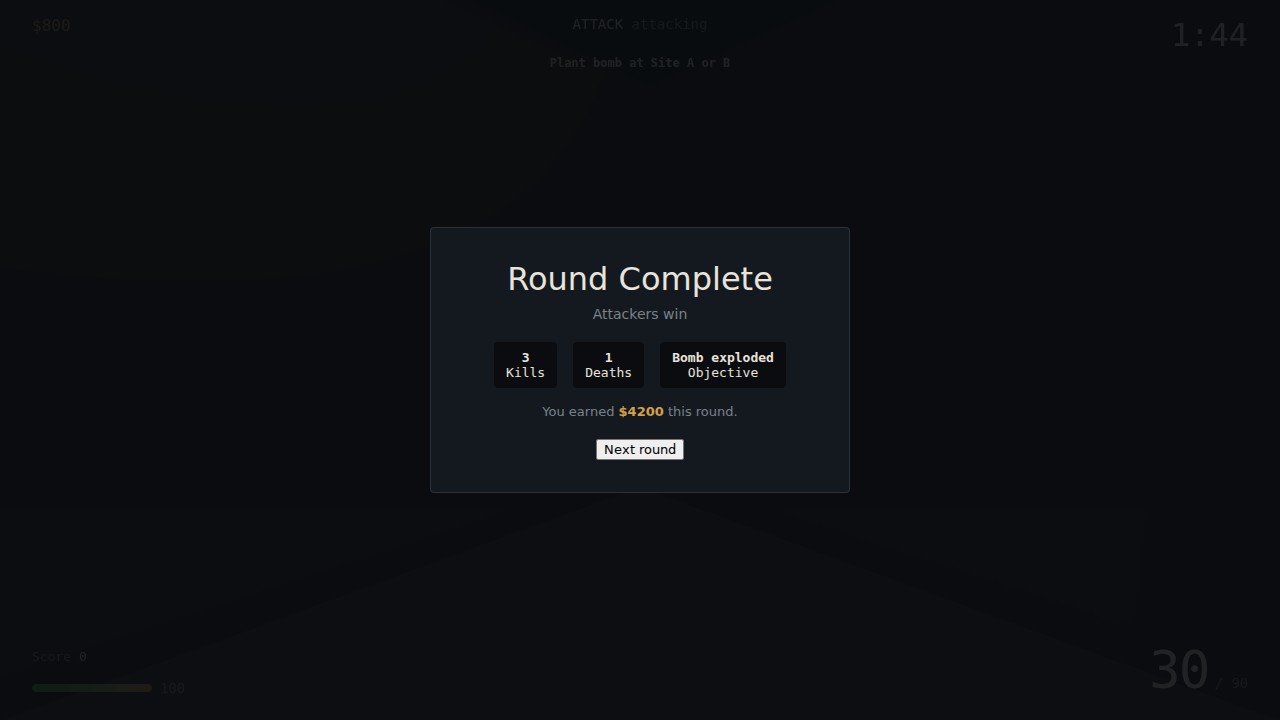 $800
ATTACK attacking
1:44
Plant bomb at Site A or B
Round Complete
Attackers win
3
Kills
1
Deaths
Bomb exploded
Objective
You earned $4200 this round.
Next round
Score 0
100
30 / 90